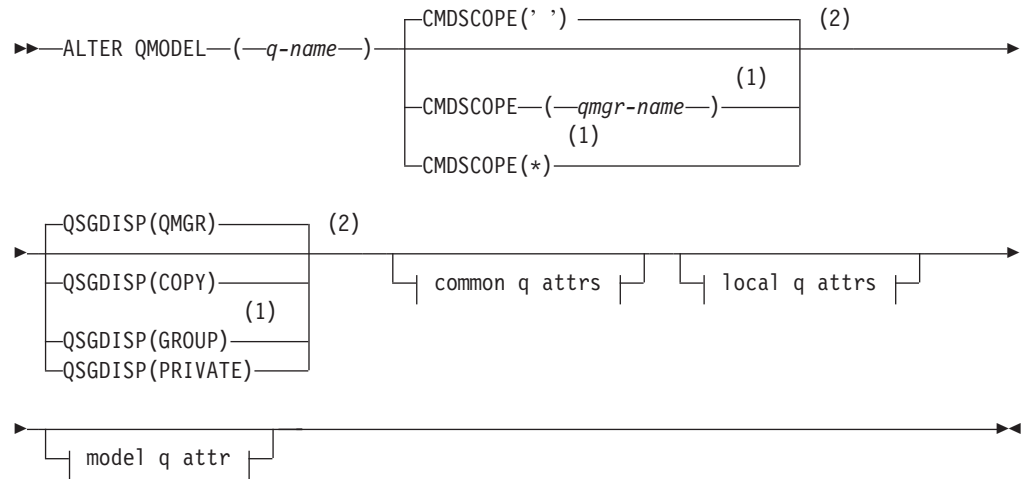 CMDSCOPE(' ') (2)
ALTER QMODEL ( q-name )
(1)
CMDSCOPE ( qmgr-name )
(1)
CMDSCOPE(*)
QSGDISP(QMGR) (2)
QSGDISP(COPY) common q attrs local q attrs
(1)
QSGDISP(GROUP)
QSGDISP(PRIVATE)
model q attr